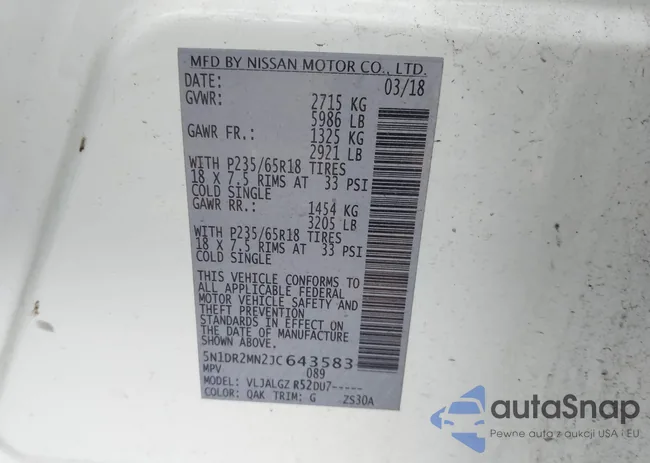 MFD BY NISSAN MOTOR CO., LTD.
DATE: 03/18
GVWR: 2715 KG
5986 LB
GAWR FR.: 1325 KG
2921 LB
WITH P235/65R18 TIRES
18 X 7.5 RIMS AT 33 PSI
COLD SINGLE
GAWR RR.: 1454 KG
3205 LB
WITH P235/65R18 TIRES
18 X 7.5 RIMS AT 33 PSI
COLD SINGLE
THIS VEHICLE CONFORMS TO
ALL APPLICABLE FEDERAL
MOTOR VEHICLE SAFETY AND
THEFT PREVENTION
STANDARDS IN EFFECT ON
THE DATE OF MANUFACTURE
SHOWN ABOVE.
5N1DR2MN2JC643583
MPV 089
MODEL: VLJALGZ R52DU7-----
COLOR: QAK TRIM: G ZS30A
autoSnap
Pewne auto z aukcji USA i EU